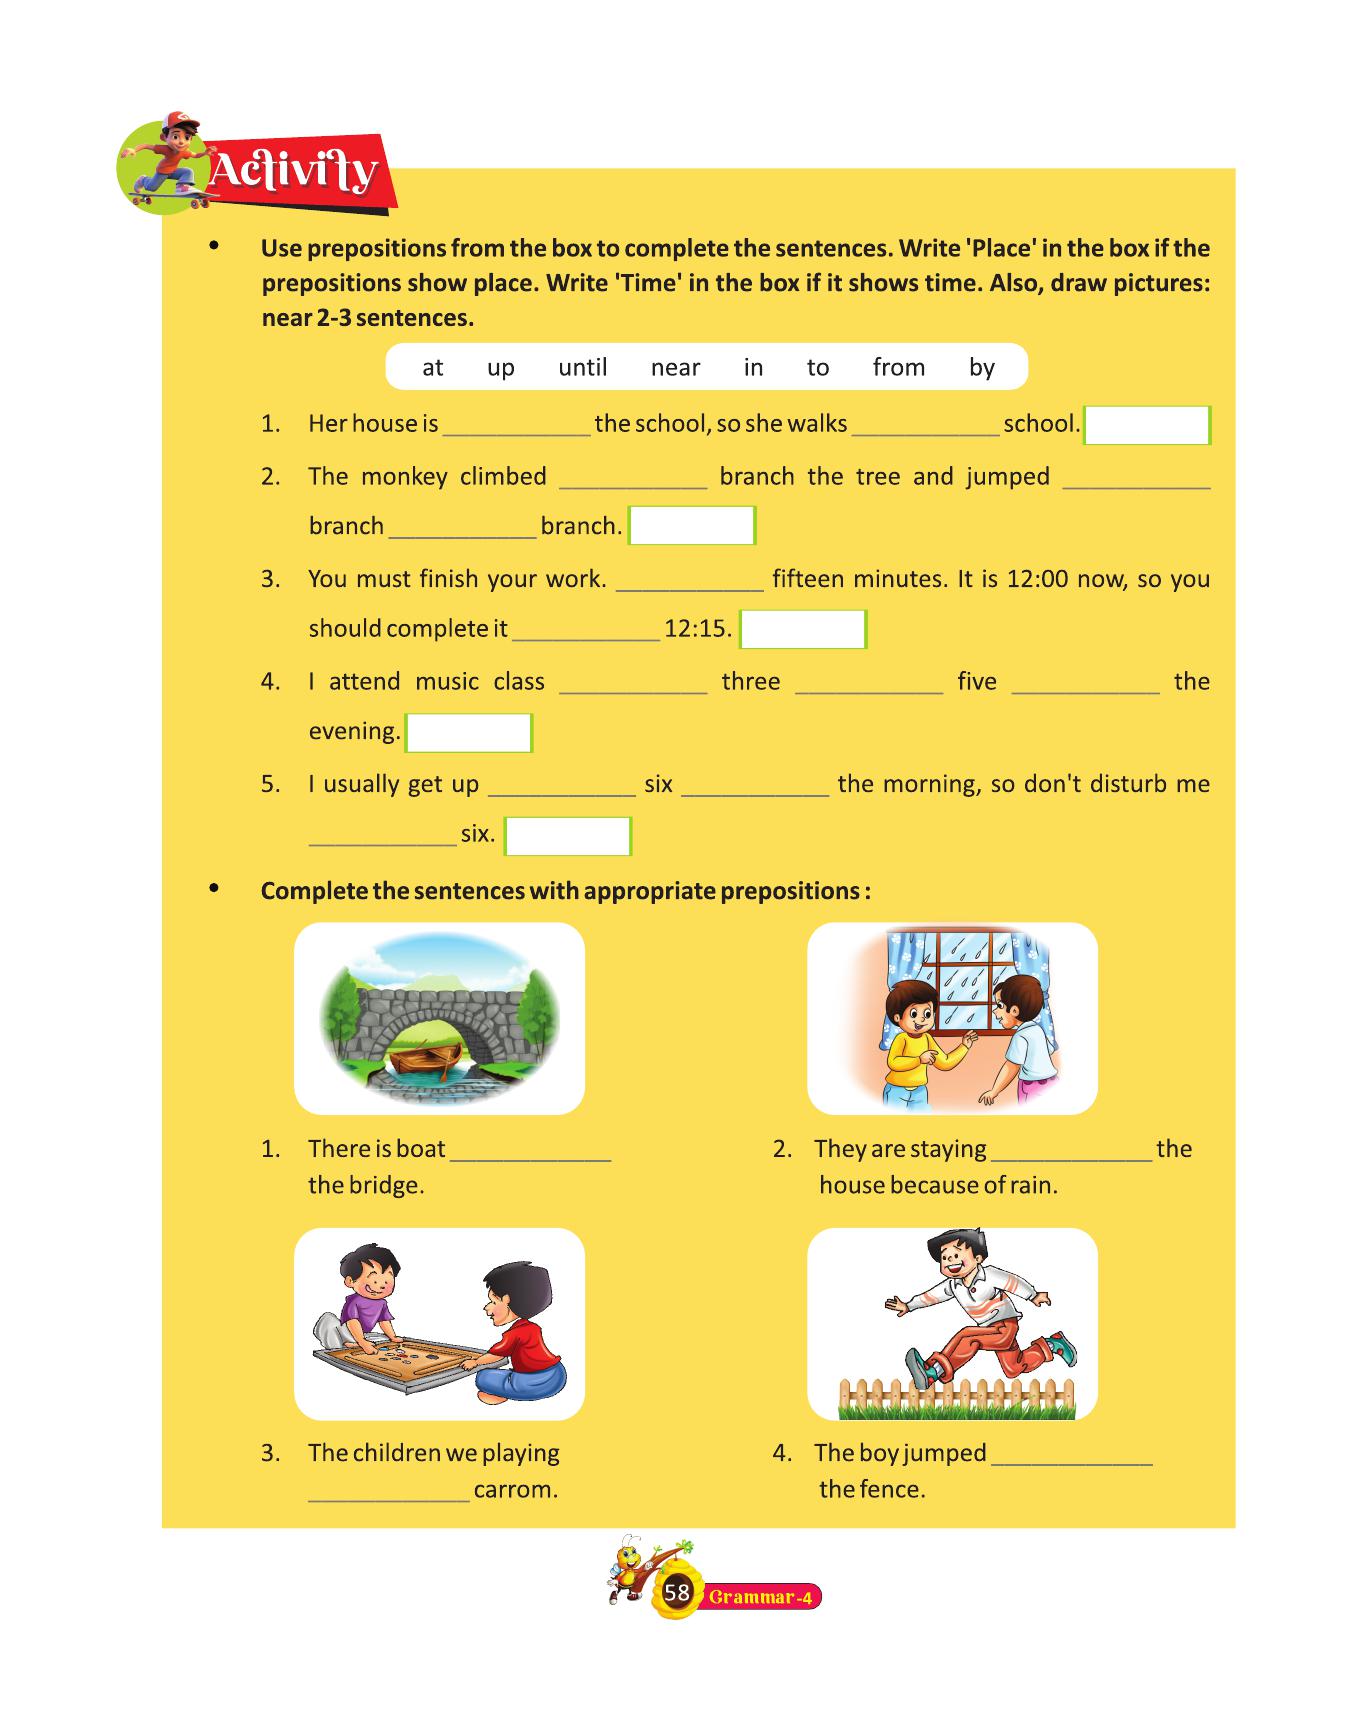 Activity
• Use prepositions from the box to complete the sentences. Write 'Place' in the box if the
prepositions show place. Write 'Time' in the box if it shows time. Also, draw pictures:
near 2-3 sentences.
at up until near in to from by
1. Her house is ___________ the school, so she walks ___________ school.
2. The monkey climbed ___________ branch the tree and jumped ___________
branch ___________ branch.
3. You must finish your work. ___________ fifteen minutes. It is 12:00 now, so you
should complete it ___________ 12:15.
4. I attend music class ___________ three ___________ five ___________ the
evening.
5. I usually get up ___________ six ___________ the morning, so don't disturb me
___________ six.
• Complete the sentences with appropriate prepositions :
1. There is boat ____________
the bridge.
2. They are staying ____________ the
house because of rain.
3. The children we playing
____________ carrom.
4. The boy jumped ____________
the fence.
58 Grammar-4